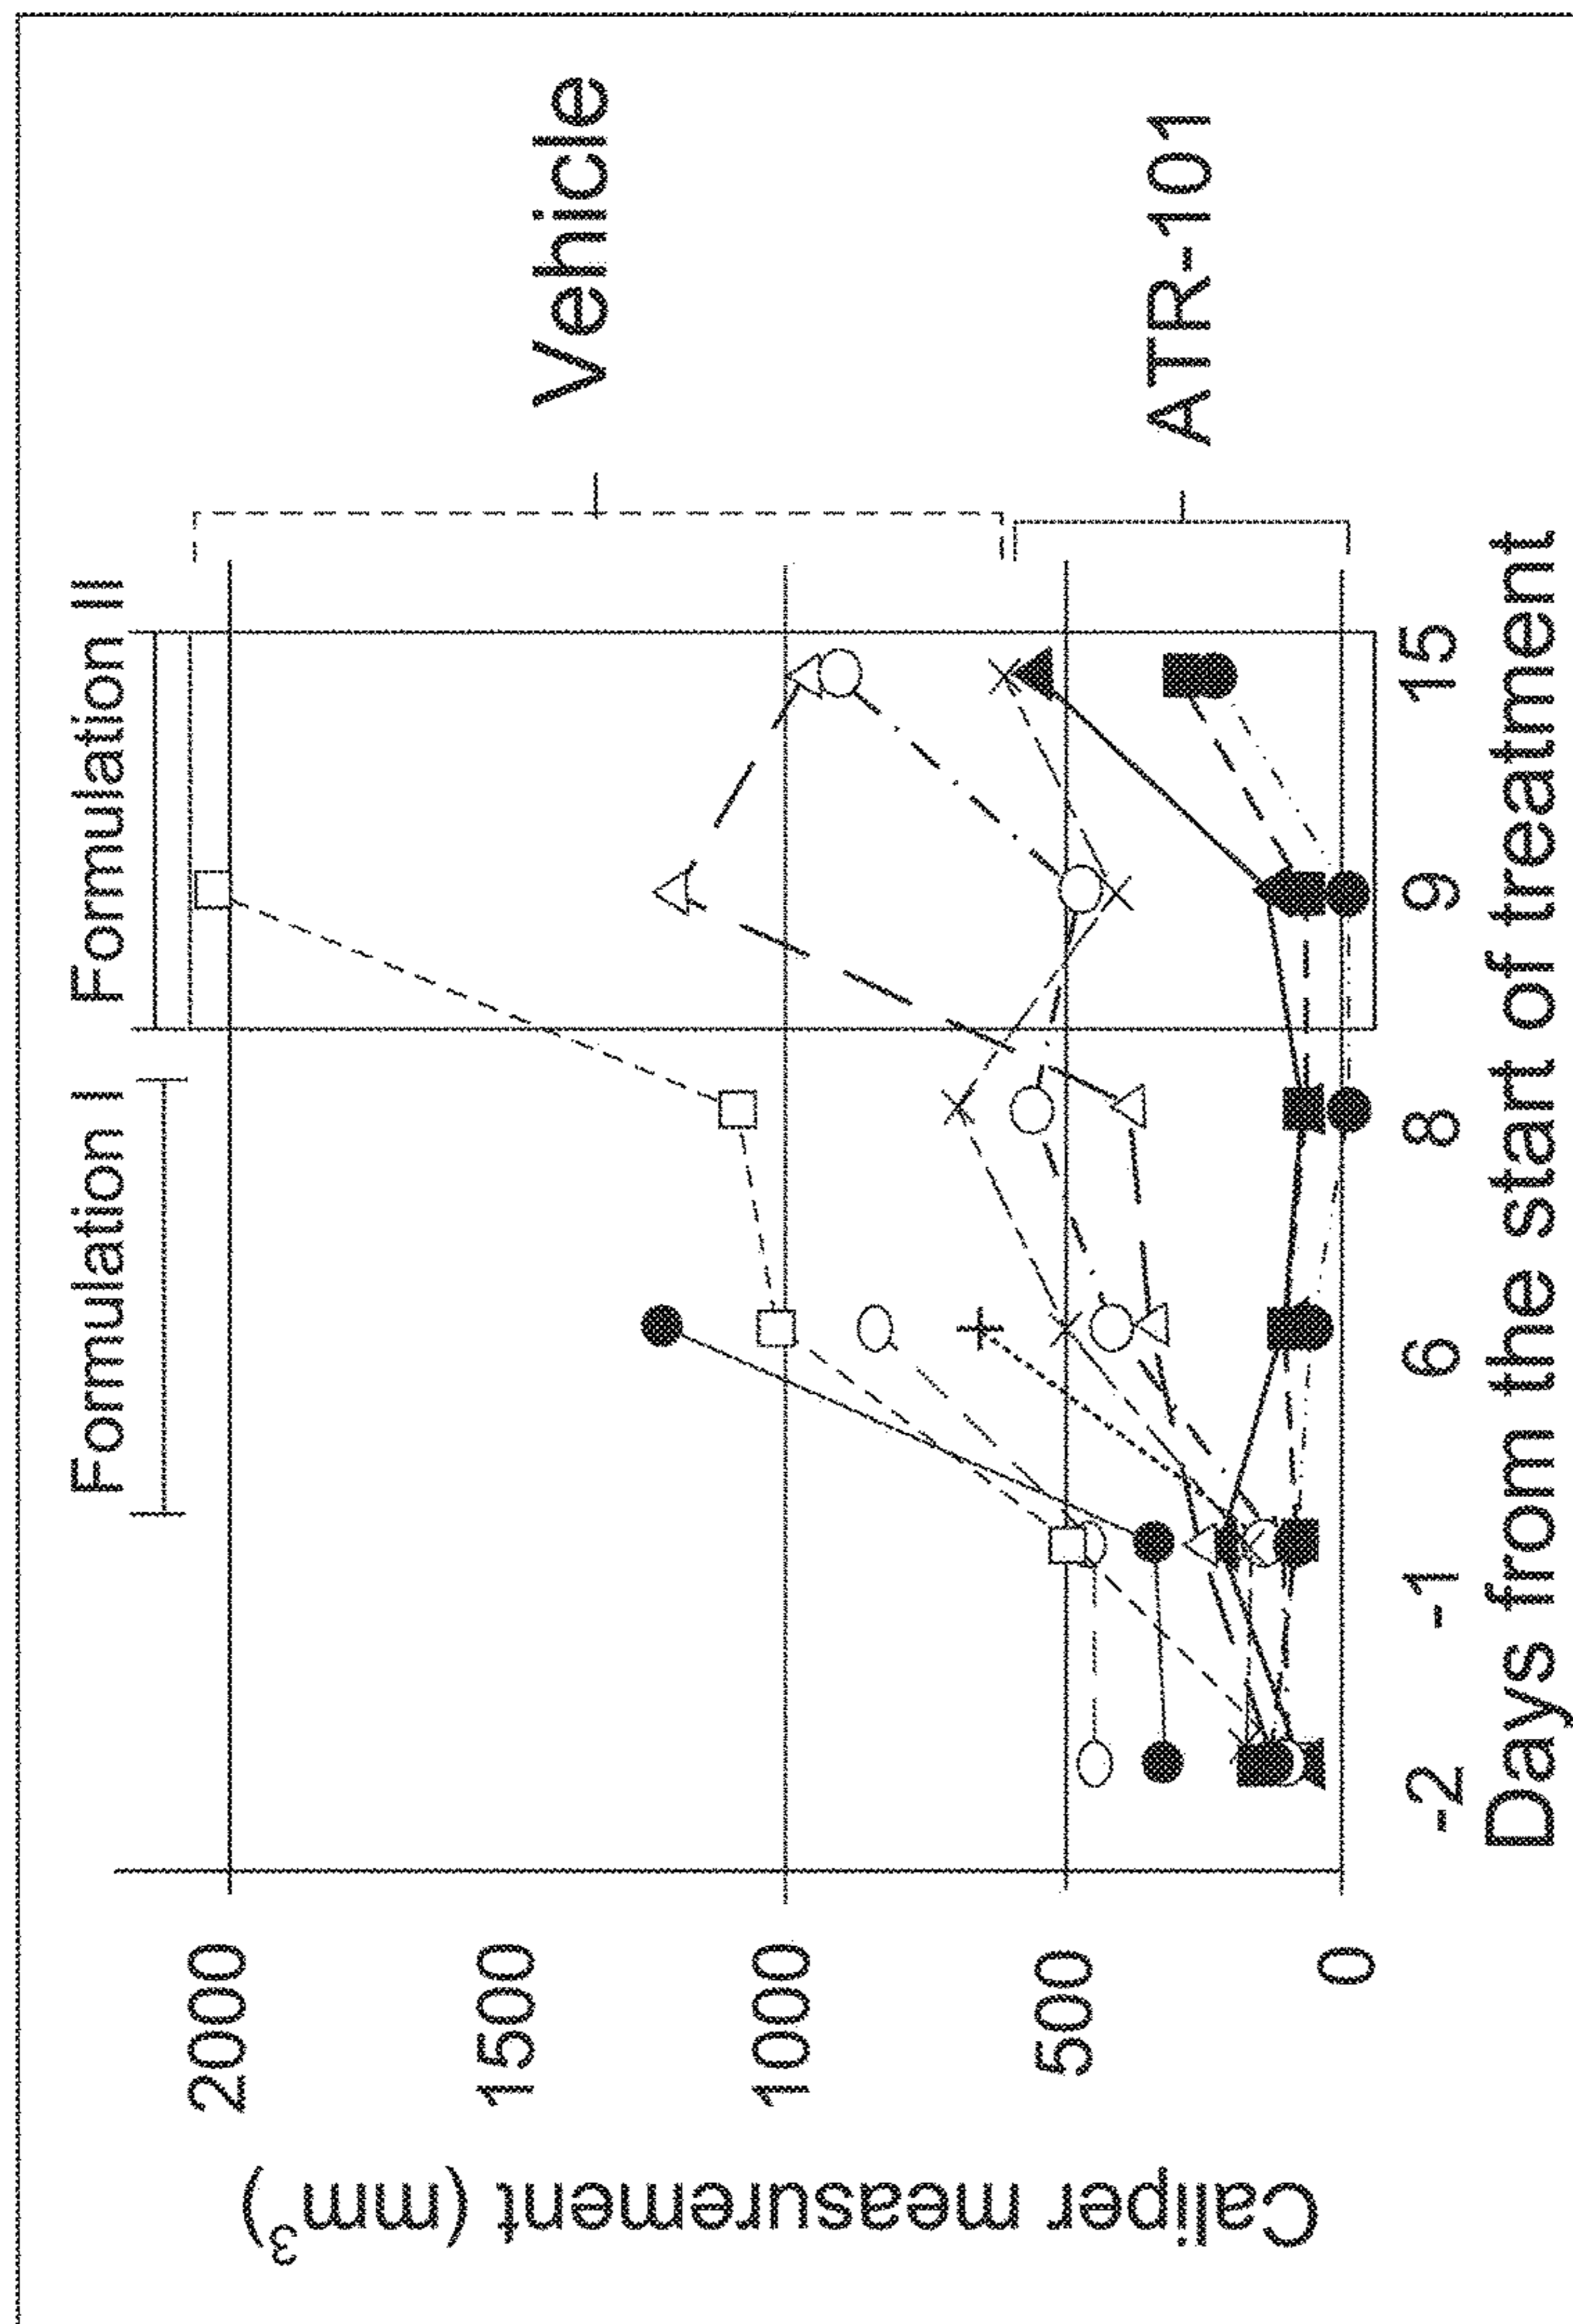 Formulation I
Formulation II
2000
1500
1000
500
0
Caliper measurement (mm3)
Vehicle
ATR-101
-2
-1
6
8
9
15
Days from the start of treatment